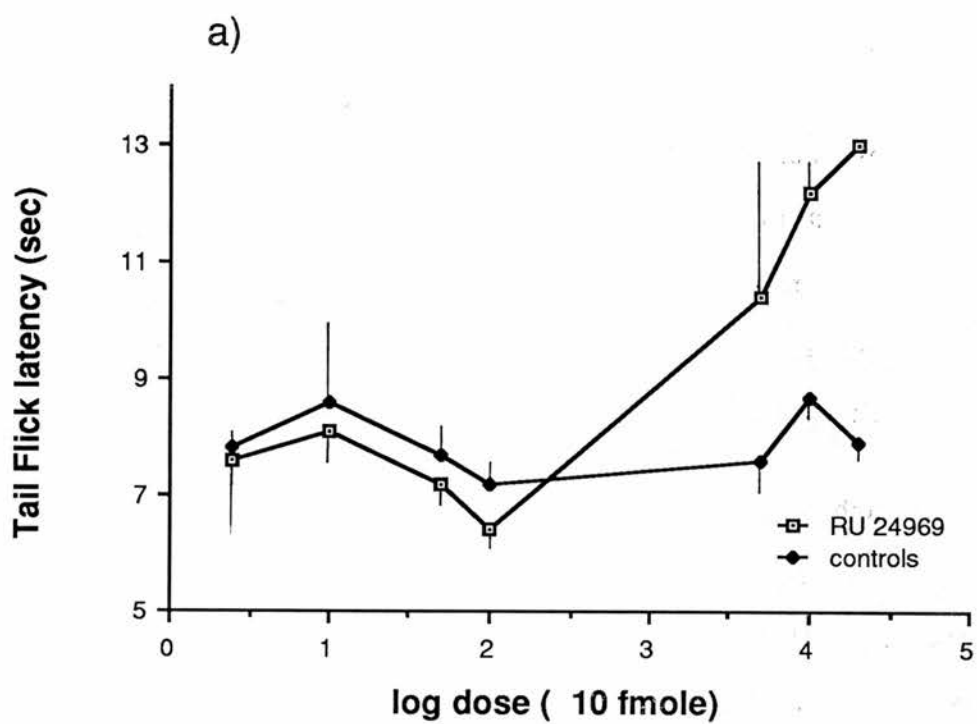 a)
Tail Flick latency (sec)
13
11
9
7
5
RU 24969
controls
0 1 2 3 4 5
log dose ( 10 fmole)